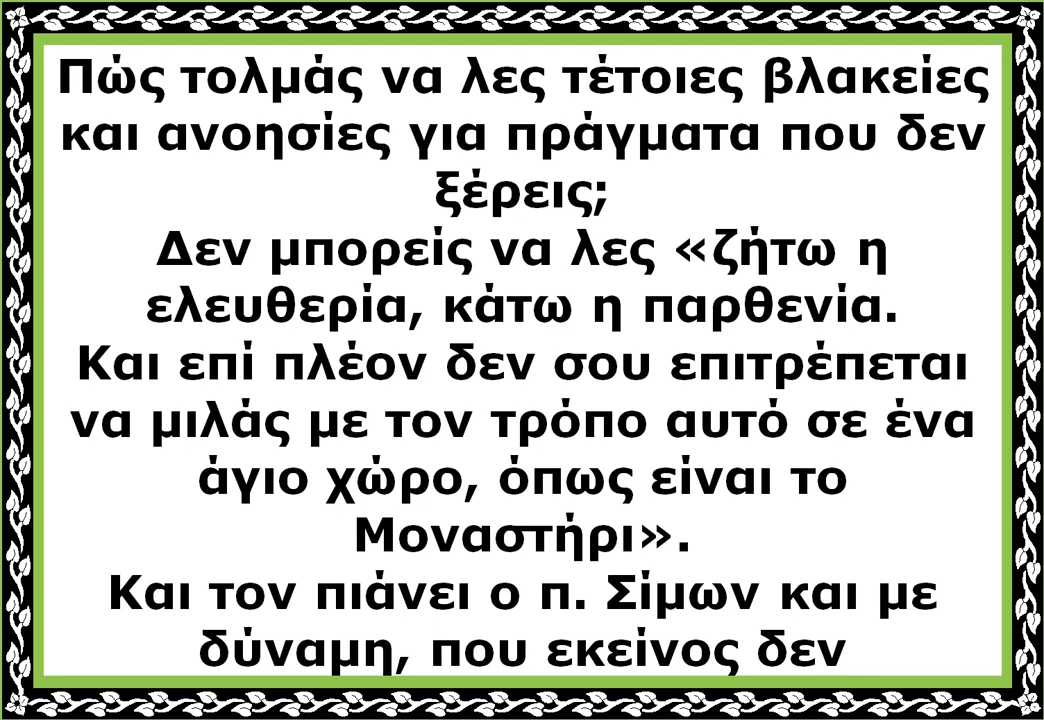 Πώς τολμάς να λες τέτοιες βλακείες
και ανοησίες για πράγματα που δεν
ξέρεις;
Δεν μπορείς να λες «ζήτω η
ελευθερία, κάτω η παρθενία.
Και επί πλέον δεν σου επιτρέπεται
να μιλάς με τον τρόπο αυτό σε ένα
άγιο χώρο, όπως είναι το
Μοναστήρι».
Και τον πιάνει ο π. Σίμων και με
δύναμη, που εκείνος δεν